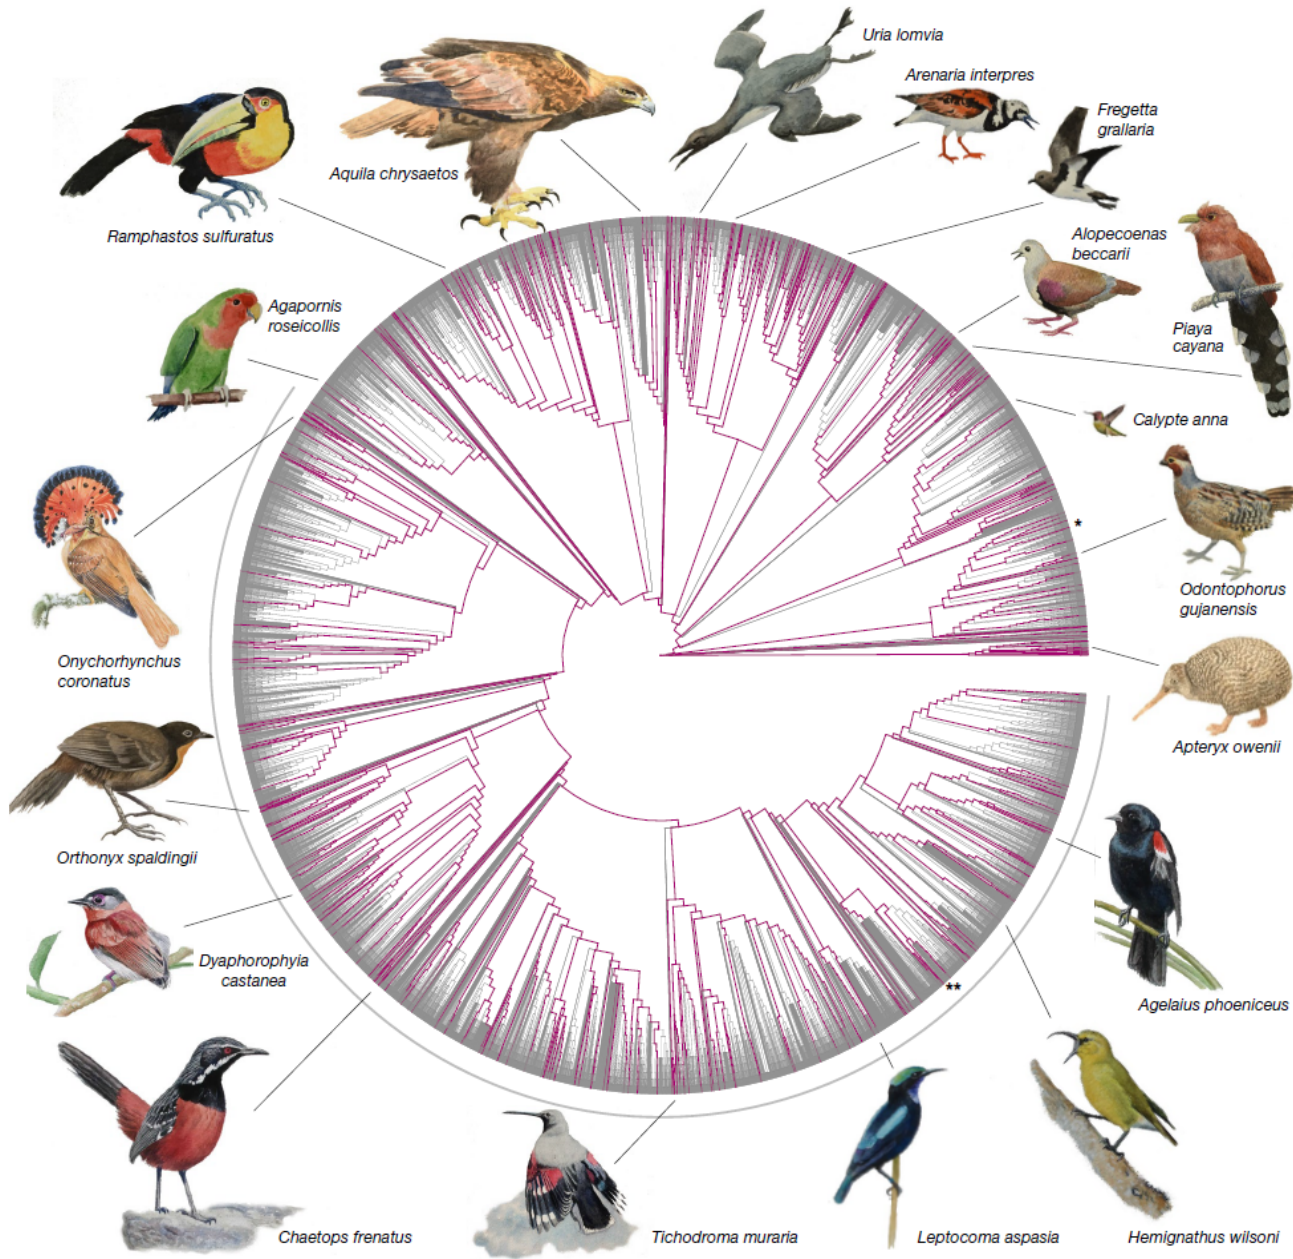 Uria lomvia
Arenaria interpres
Fregetta
grallaria
Aquila chrysaetos
Ramphastos sulfuratus
Alopecoenas
beccarii
Agapornis
roseicollis
Piaya
cayana
Calypte anna
*
Odontophorus
gujanensis
Onychorhynchus
coronatus
Apteryx owenii
Orthonyx spaldingii
Dyaphorophyia
castanea
**
Agelaius phoeniceus
Chaetops frenatus
Tichodroma muraria
Leptocoma aspasia
Hemignathus wilsoni